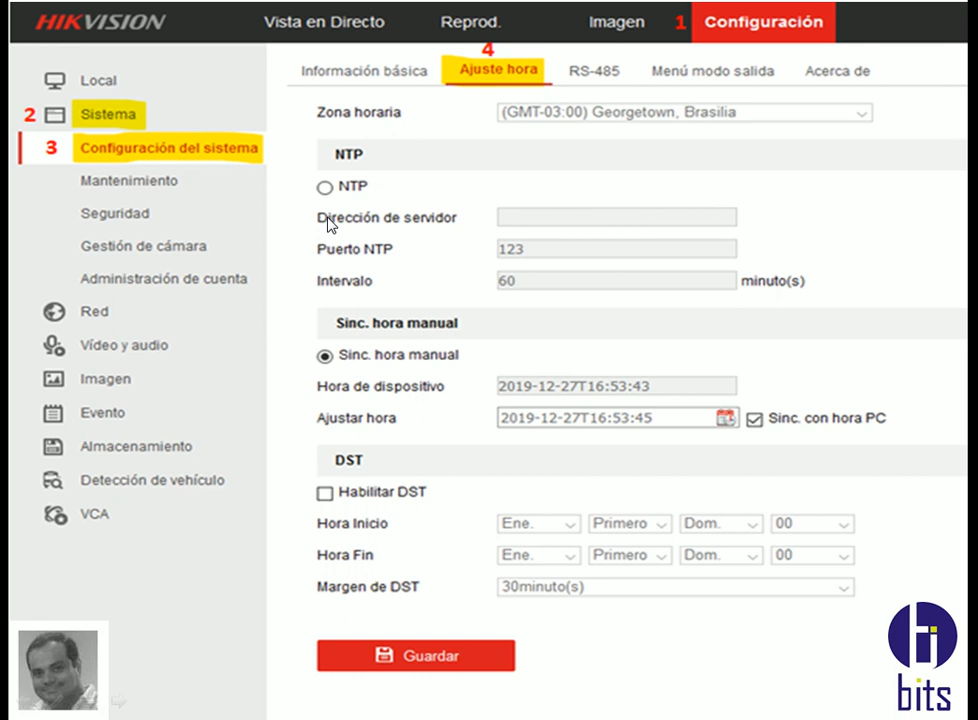 HIKVISION Vista en Directo Reprod. Imagen 1 Configuración
4
Información básica Ajuste hora RS-485 Menú modo salida Acerca de
Local
2 Sistema
3 Configuración del sistema
Mantenimiento
Seguridad
Gestión de cámara
Administración de cuenta
Red
Vídeo y audio
Imagen
Evento
Almacenamiento
Detección de vehículo
VCA
Zona horaria (GMT-03:00) Georgetown, Brasilia
NTP
NTP
Dirección de servidor
Puerto NTP 123
Intervalo 60 minuto(s)
Sinc. hora manual
Sinc. hora manual
Hora de dispositivo 2019-12-27T16:53:43
Ajustar hora 2019-12-27T16:53:45 Sinc. con hora PC
DST
Habilitar DST
Hora Inicio Ene. Primero Dom. 00
Hora Fin Ene. Primero Dom. 00
Margen de DST 30minuto(s)
Guardar
bits